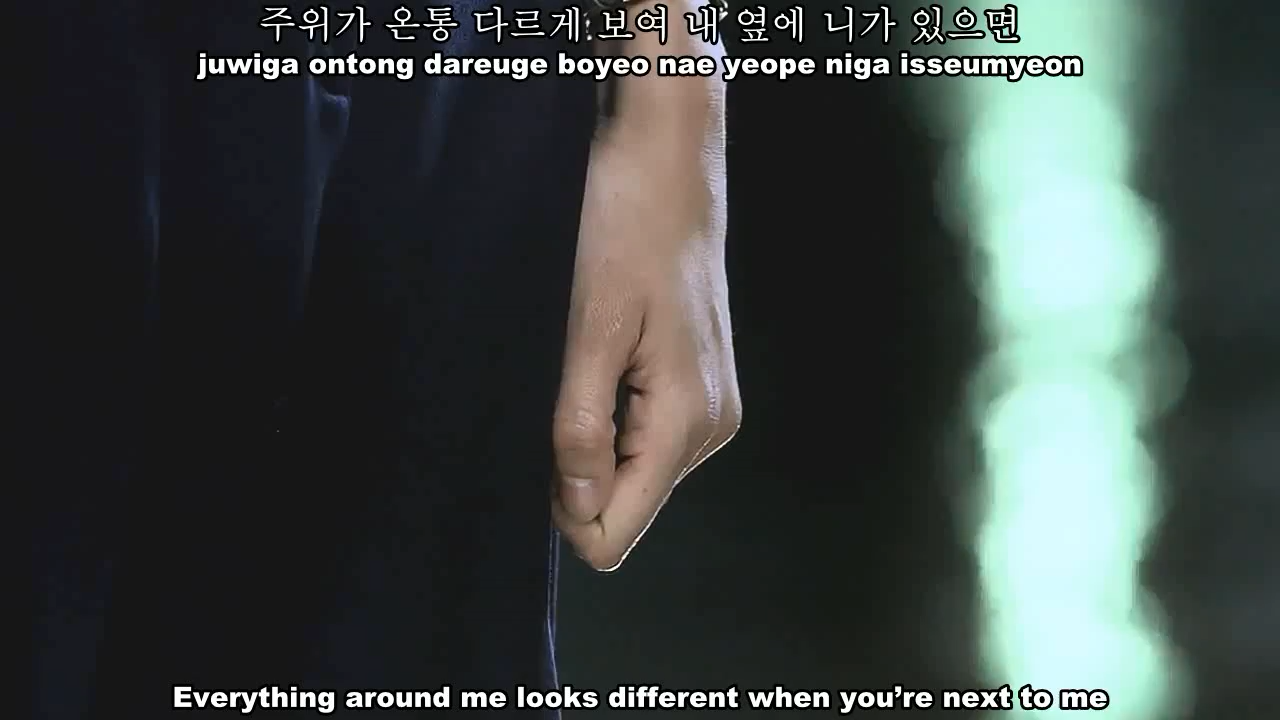 주위가 온통 다르게 보여 내 옆에 니가 있으면
juwiga ontong dareuge boyeo nae yeope niga isseumyeon
Everything around me looks different when you’re next to me